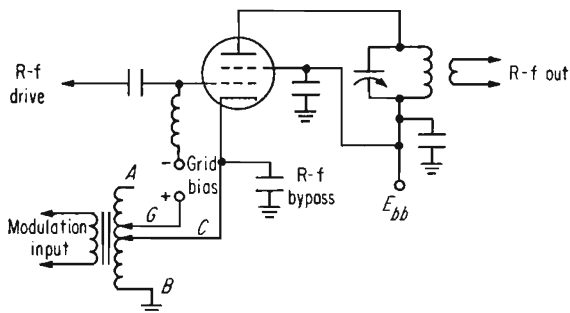 R-f
drive
R-f out
Grid
bias
-
+
R-f
bypass
E_bb
A
G
C
Modulation
input
B